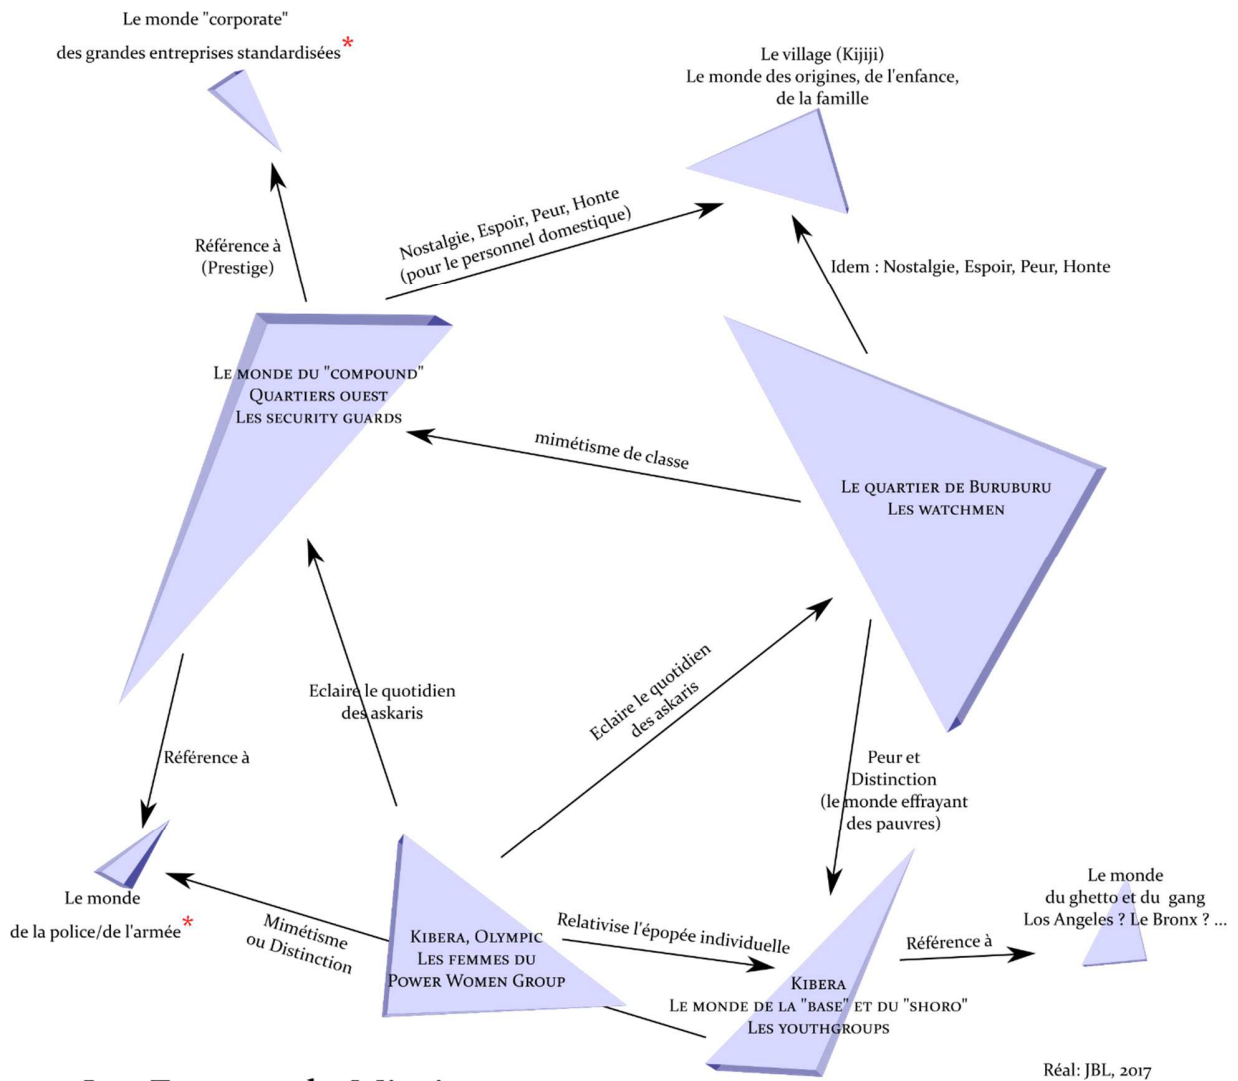 Le monde "corporate"
des grandes entreprises standardisées*
Le village (Kijiji)
Le monde des origines, de l'enfance,
de la famille
Référence à
(Prestige)
Nostalgie, Espoir, Peur, Honte
(pour le personnel domestique)
Idem : Nostalgie, Espoir, Peur, Honte
Le monde du "compound"
Quartiers ouest
Les security guards
mimétisme de classe
Le quartier de Buruburu
Les watchmen
Eclaire le quotidien
des askaris
Eclaire le quotidien
des askaris
Référence à
Peur et
Distinction
(le monde effrayant
des pauvres)
Le monde
de la police/de l'armée*
Mimétisme
ou Distinction
Kibera, Olympic
Les femmes du
Power Women Group
Relativise l'épopée individuelle
Kibera
Le monde de la "base" et du "shoro"
Les youthgroups
Référence à
Le monde
du ghetto et du gang
Los Angeles ? Le Bronx ? ...
Réal: JBL, 2017